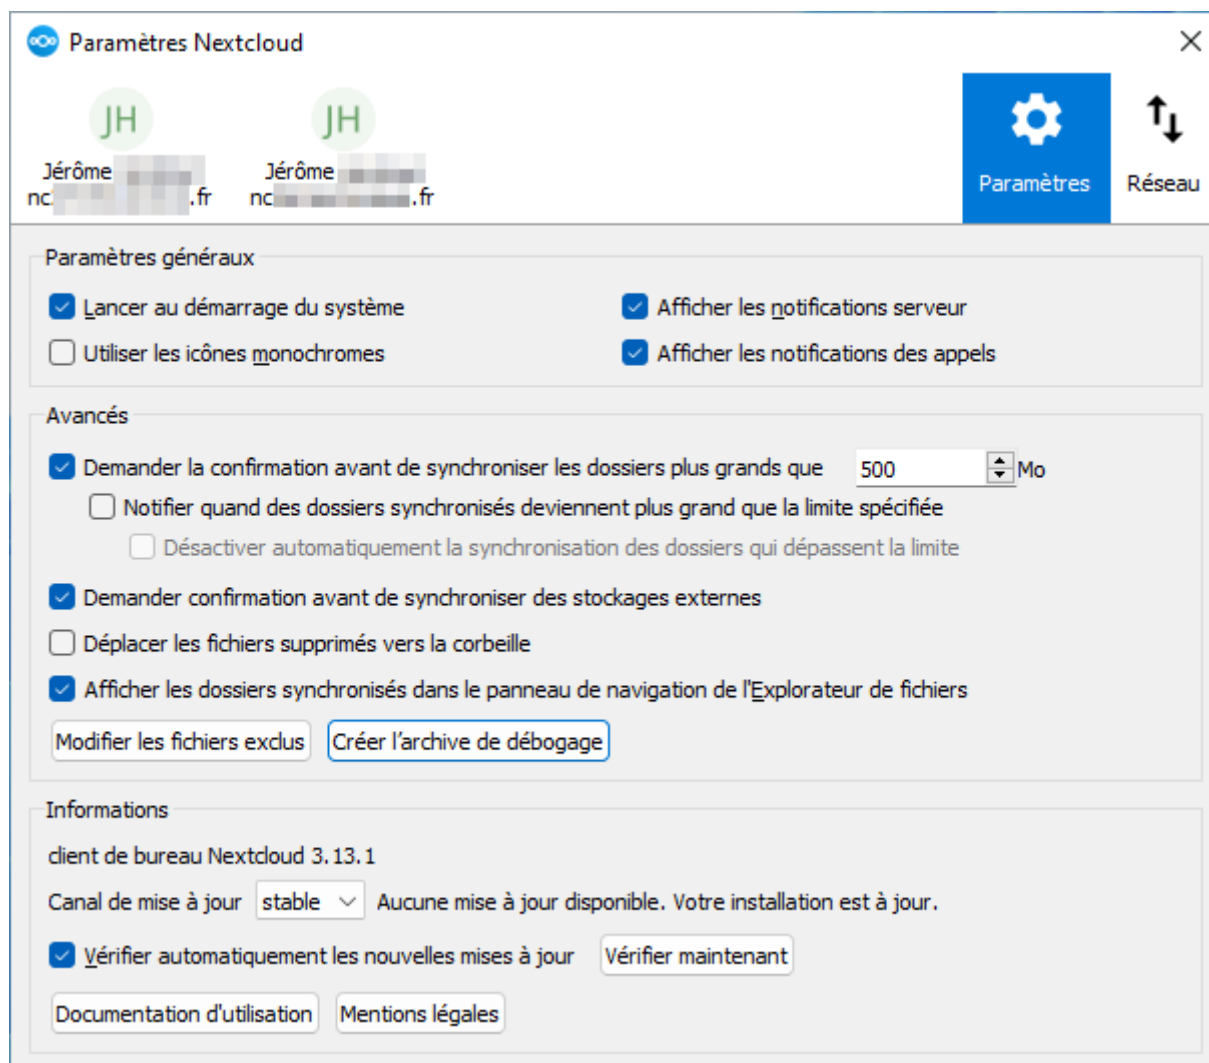 Paramètres Nextcloud
JH JH
Jérôme Jérôme
nc .fr nc .fr
Paramètres Réseau
Paramètres généraux
Lancer au démarrage du système Afficher les notifications serveur
Utiliser les icônes monochromes Afficher les notifications des appels
Avancés
Demander la confirmation avant de synchroniser les dossiers plus grands que 500 Mo
Notifier quand des dossiers synchronisés deviennent plus grand que la limite spécifiée
Désactiver automatiquement la synchronisation des dossiers qui dépassent la limite
Demander confirmation avant de synchroniser des stockages externes
Déplacer les fichiers supprimés vers la corbeille
Afficher les dossiers synchronisés dans le panneau de navigation de l'Explorateur de fichiers
Modifier les fichiers exclus Créer l’archive de débogage
Informations
client de bureau Nextcloud 3.13.1
Canal de mise à jour stable Aucune mise à jour disponible. Votre installation est à jour.
Vérifier automatiquement les nouvelles mises à jour Vérifier maintenant
Documentation d'utilisation Mentions légales